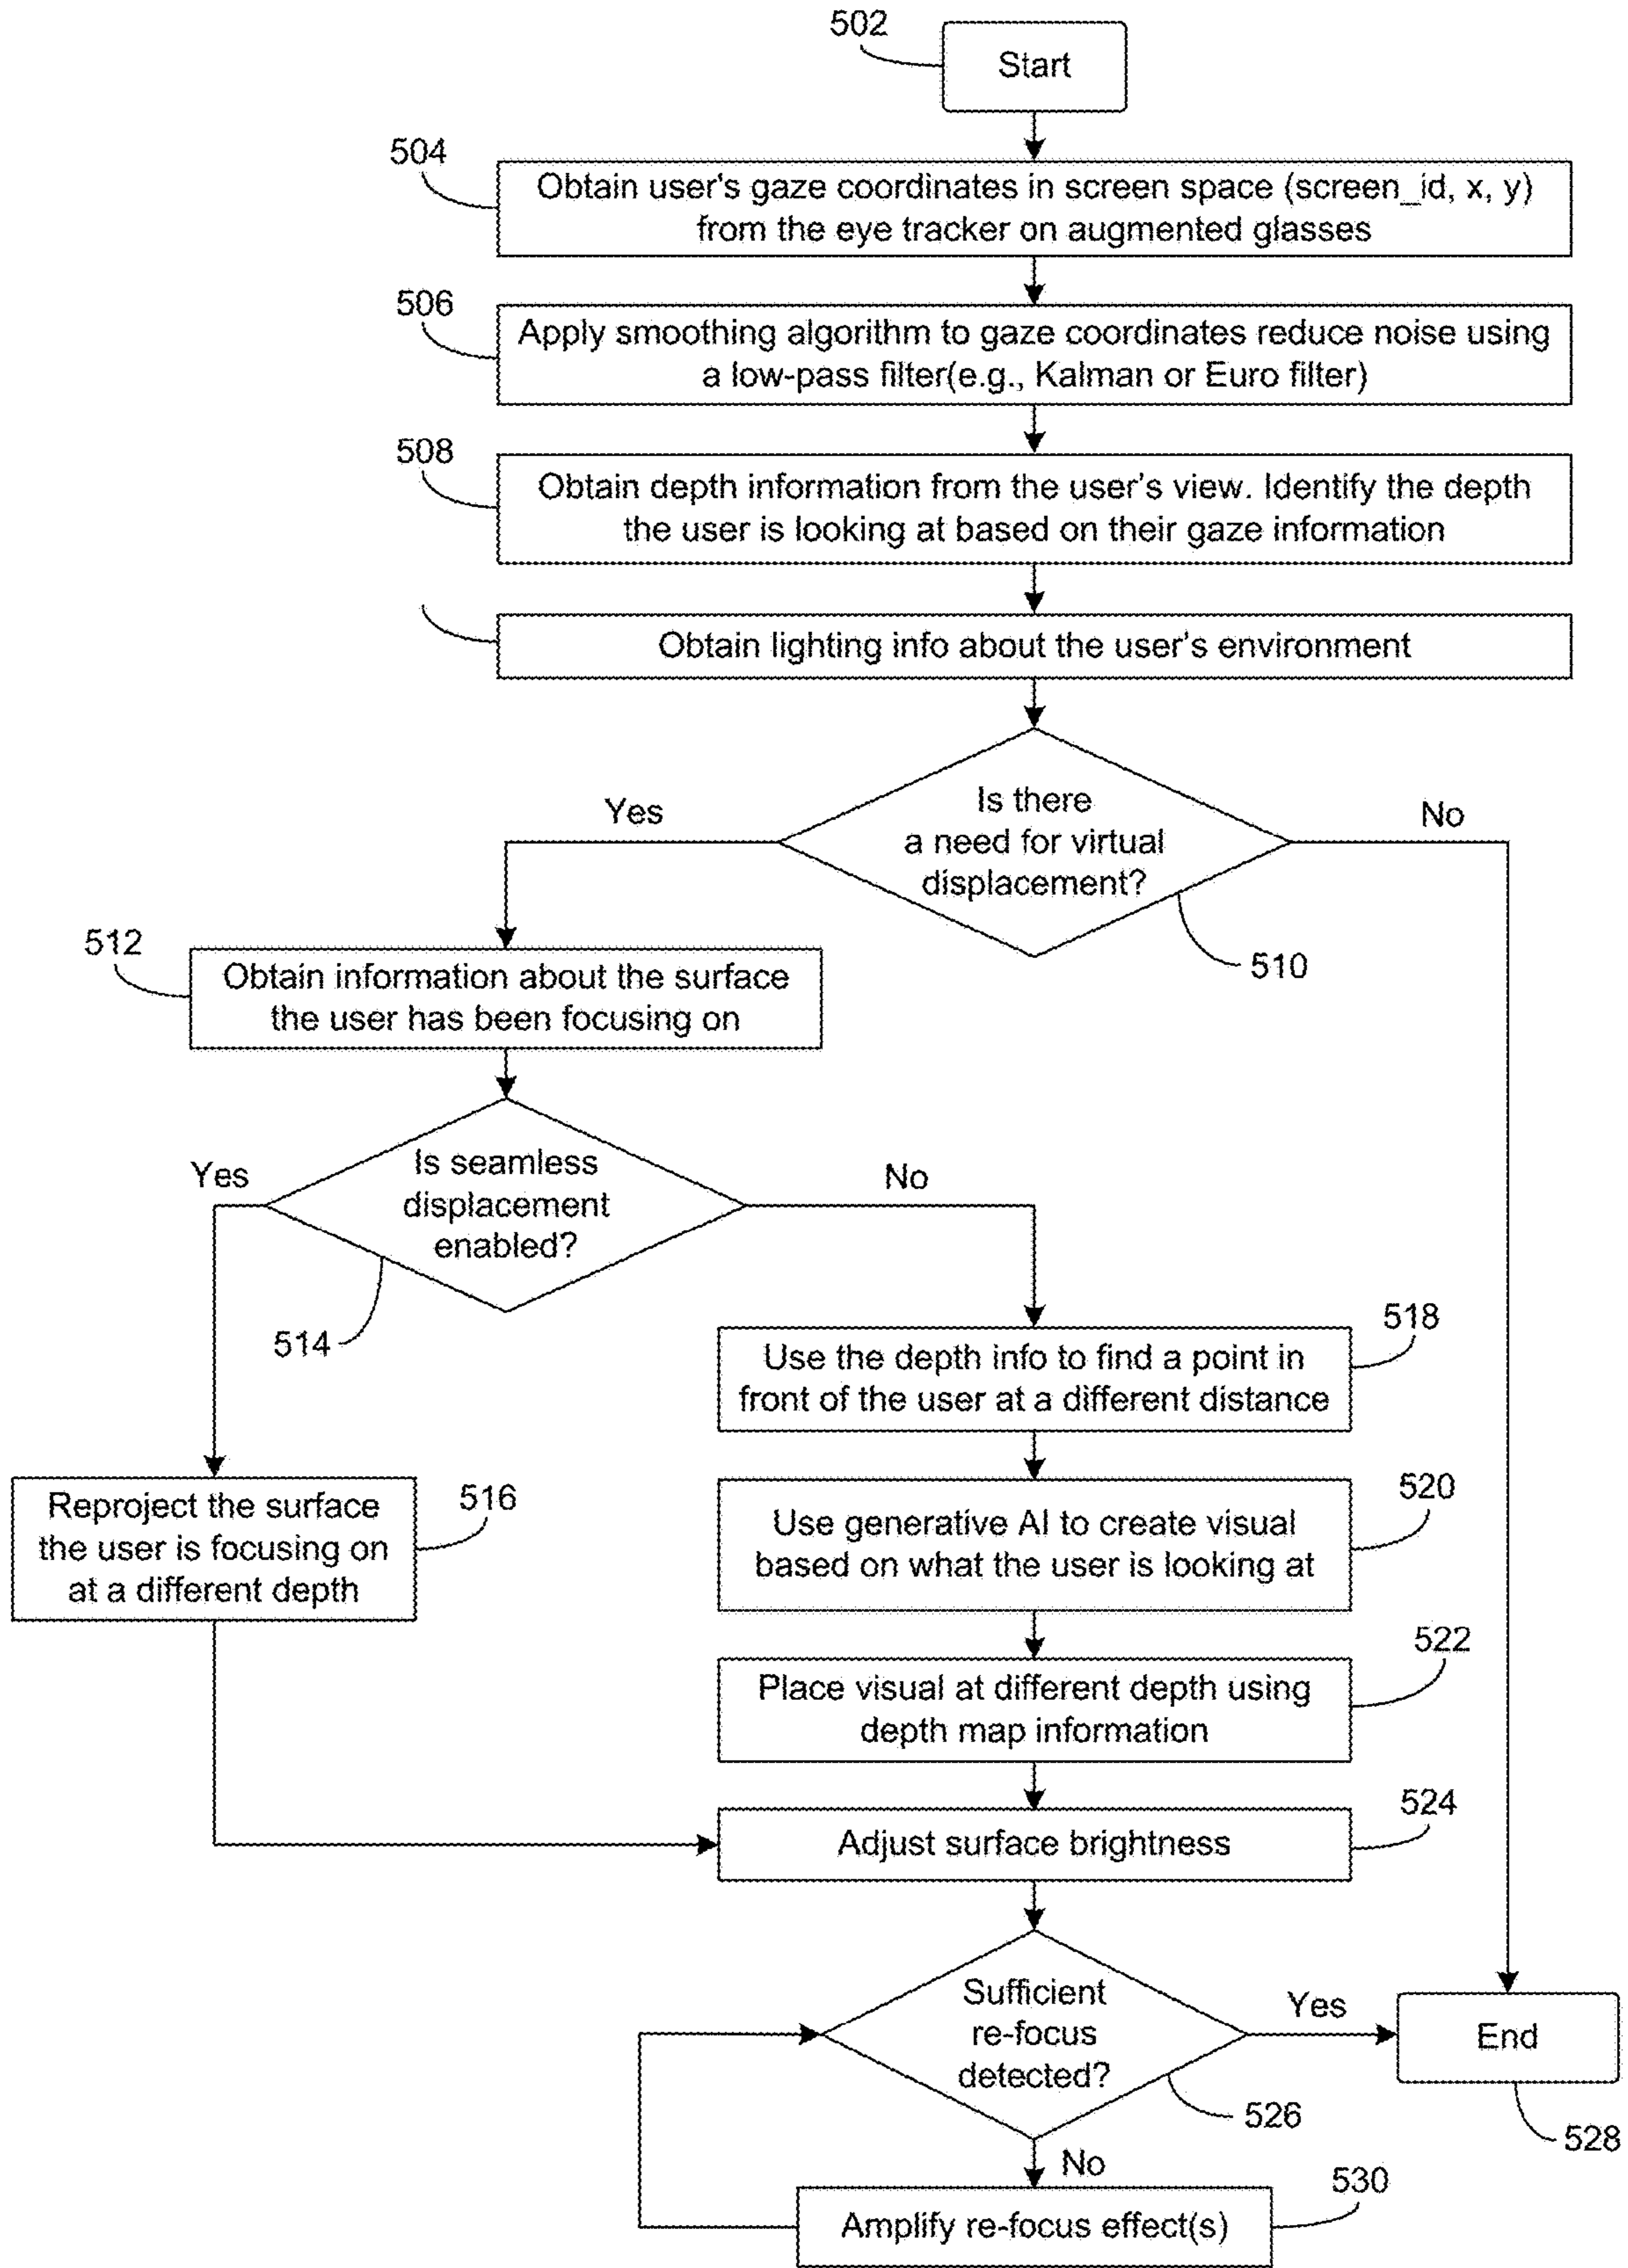 502
Start
504
Obtain user's gaze coordinates in screen space (screen_id, x, y)
from the eye tracker on augmented glasses
506
Apply smoothing algorithm to gaze coordinates reduce noise using
a low-pass filter(e.g., Kalman or Euro filter)
508
Obtain depth information from the user's view. Identify the depth
the user is looking at based on their gaze information
Obtain lighting info about the user's environment
Is there
a need for virtual
displacement?
Yes
No
510
512
Obtain information about the surface
the user has been focusing on
Is seamless
displacement
enabled?
Yes
No
514
518
Use the depth info to find a point in
front of the user at a different distance
Reproject the surface
the user is focusing on
at a different depth
516
520
Use generative AI to create visual
based on what the user is looking at
522
Place visual at different depth using
depth map information
524
Adjust surface brightness
Sufficient
re-focus
detected?
Yes
End
526
528
No
530
Amplify re-focus effect(s)